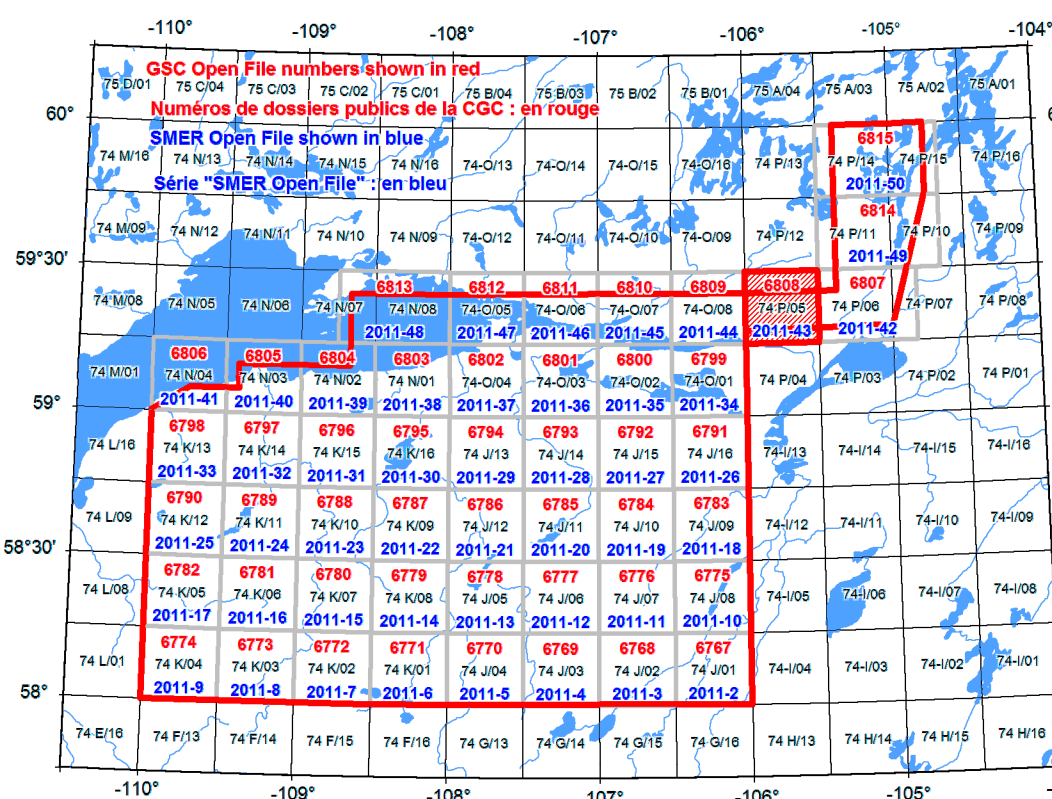 -110° -109° -108° -107° -106° -105° -104°
75 D/01 75 C/04 75 C/03 75 C/02 75 C/01 75 B/04 75 B/03 75 B/02 75 B/01 75 A/04 75 A/03 75 A/02 75 A/01
GSC Open File numbers shown in red
60°
Numéros de dossiers publics de la CGC : en rouge
SMER Open File shown in blue
6815
74 M/16 74 N/13 74 N/14 74 N/15 74 N/16 74-O/13 74-O/14 74-O/15 74-O/16 74 P/13 74 P/14 74 P/15 74 P/16
Série "SMER Open File" : en bleu
2011-50
6814
74 M/09 74 N/12 74 N/11 74 N/10 74 N/09 74-O/12 74-O/11 74-O/10 74-O/09 74 P/12 74 P/11 74 P/10 74 P/09
59°30'
2011-49
6813 6812 6811 6810 6809 6808 6807
74 M/08 74 N/05 74 N/06 74 N/07 74 N/08 74-O/05 74-O/06 74-O/07 74-O/08 74 P/05 74 P/06 74 P/07 74 P/08
2011-48 2011-47 2011-46 2011-45 2011-44 2011-43 2011-42
6806 6805 6804 6803 6802 6801 6800 6799
74 M/01 74 N/04 74 N/03 74 N/02 74 N/01 74-O/04 74-O/03 74-O/02 74-O/01 74 P/04 74 P/03 74 P/02 74 P/01
59°
2011-41 2011-40 2011-39 2011-38 2011-37 2011-36 2011-35 2011-34
6798 6797 6796 6795 6794 6793 6792 6791
74 L/16 74 K/13 74 K/14 74 K/15 74 K/16 74 J/13 74 J/14 74 J/15 74 J/16 74-I/13 74-I/14 74-I/15 74-I/16
2011-33 2011-32 2011-31 2011-30 2011-29 2011-28 2011-27 2011-26
6790 6789 6788 6787 6786 6785 6784 6783
74 L/09 74 K/12 74 K/11 74 K/10 74 K/09 74 J/12 74 J/11 74 J/10 74 J/09 74-I/12 74-I/11 74-I/10 74-I/09
58°30'
2011-25 2011-24 2011-23 2011-22 2011-21 2011-20 2011-19 2011-18
6782 6781 6780 6779 6778 6777 6776 6775
74 L/08 74 K/05 74 K/06 74 K/07 74 K/08 74 J/05 74 J/06 74 J/07 74 J/08 74-I/05 74-I/06 74-I/07 74-I/08
2011-17 2011-16 2011-15 2011-14 2011-13 2011-12 2011-11 2011-10
6774 6773 6772 6771 6770 6769 6768 6767
74 L/01 74 K/04 74 K/03 74 K/02 74 K/01 74 J/04 74 J/03 74 J/02 74 J/01 74-I/04 74-I/03 74-I/02 74-I/01
58°
2011-9 2011-8 2011-7 2011-6 2011-5 2011-4 2011-3 2011-2
74 E/16 74 F/13 74 F/14 74 F/15 74 F/16 74 G/13 74 G/14 74 G/15 74 G/16 74 H/13 74 H/14 74 H/15 74 H/16
-110° -109° -108° -107° -106° -105°